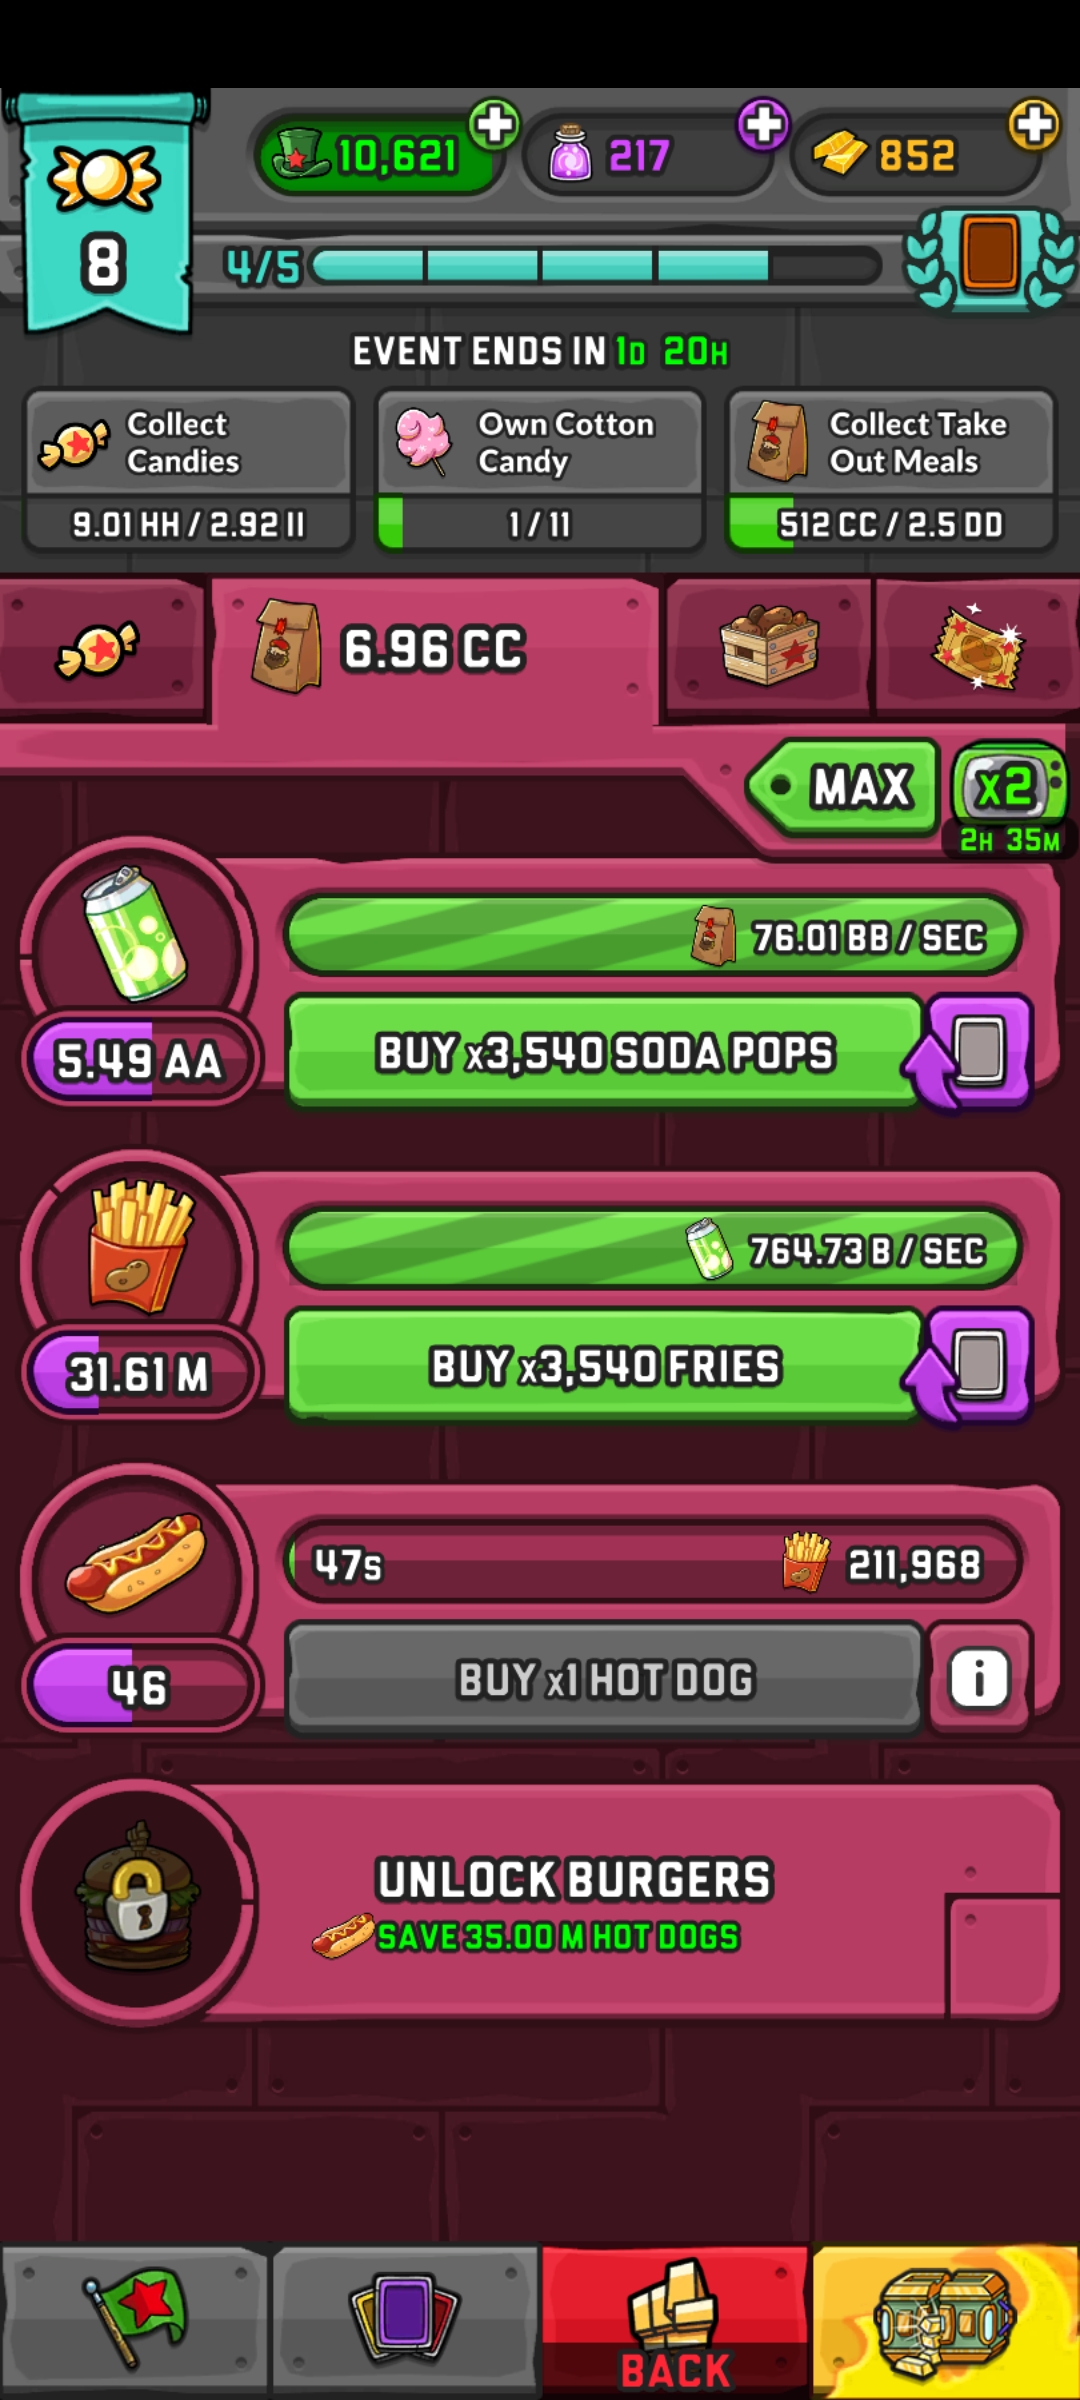 10,621
217
852
8
4/5
EVENT ENDS IN 1D 20H
Collect
Candies
9.01 HH / 2.92 II
Own Cotton
Candy
1 / 11
Collect Take
Out Meals
512 CC / 2.5 DD
6.96 CC
MAX
x2
2H 35M
76.01 BB / SEC
5.49 AA
BUY x3,540 SODA POPS
764.73 B / SEC
31.61 M
BUY x3,540 FRIES
47s
211,968
46
BUY x1 HOT DOG
i
UNLOCK BURGERS
SAVE 35.00 M HOT DOGS
BACK